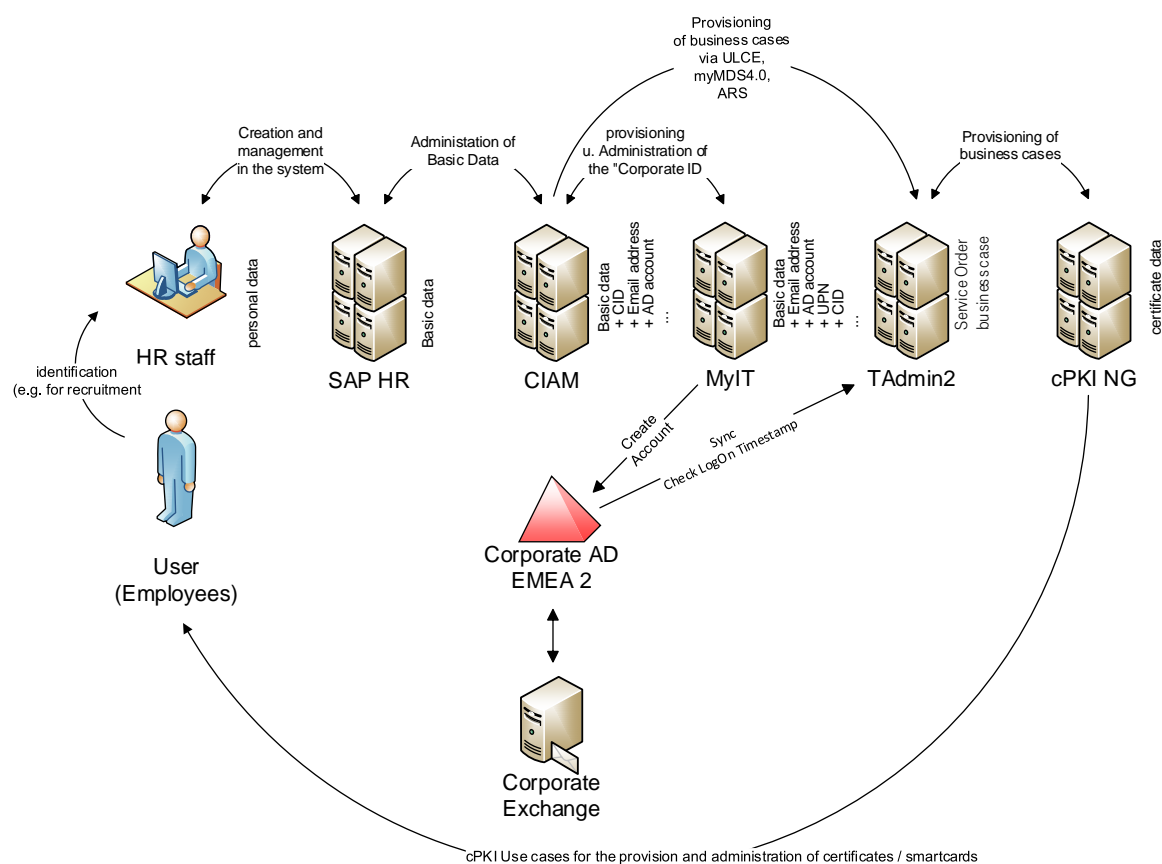 Provisioning
of business cases
via ULCE,
myMDS4.0,
ARS
Creation and
management
in the system
Administation of
Basic Data
provisioning
u. Administration of
the "Corporate ID
Provisioning of
business cases
personal data
Basic data
Basic data
+ CID
+ Email address
+ AD account
...
Basic data
+ Email address
+ AD account
+ UPN
+ CID
...
Service Order
business case
certificate data
HR staff
SAP HR
CIAM
MyIT
TAdmin2
cPKI NG
identification
(e.g. for recruitment
Create
Account
Sync
Check LogOn Timestamp
User
(Employees)
Corporate AD
EMEA 2
Corporate
Exchange
cPKI Use cases for the provision and administration of certificates / smartcards